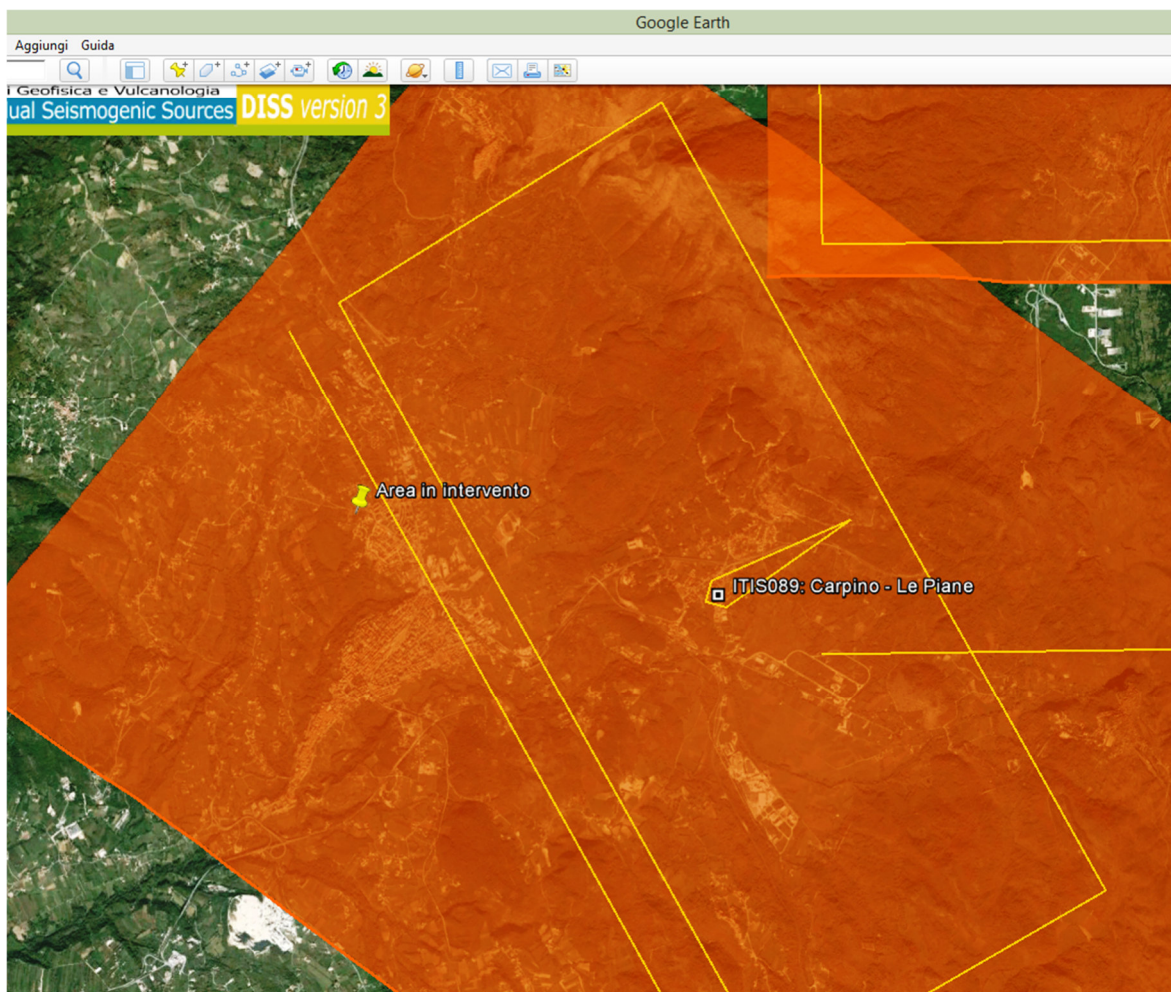 Google Earth
Aggiungi Guida
i Geofisica e Vulcanologia
ual Seismogenic Sources DISS version 3
Area in intervento
ITIS089: Carpino - Le Piane